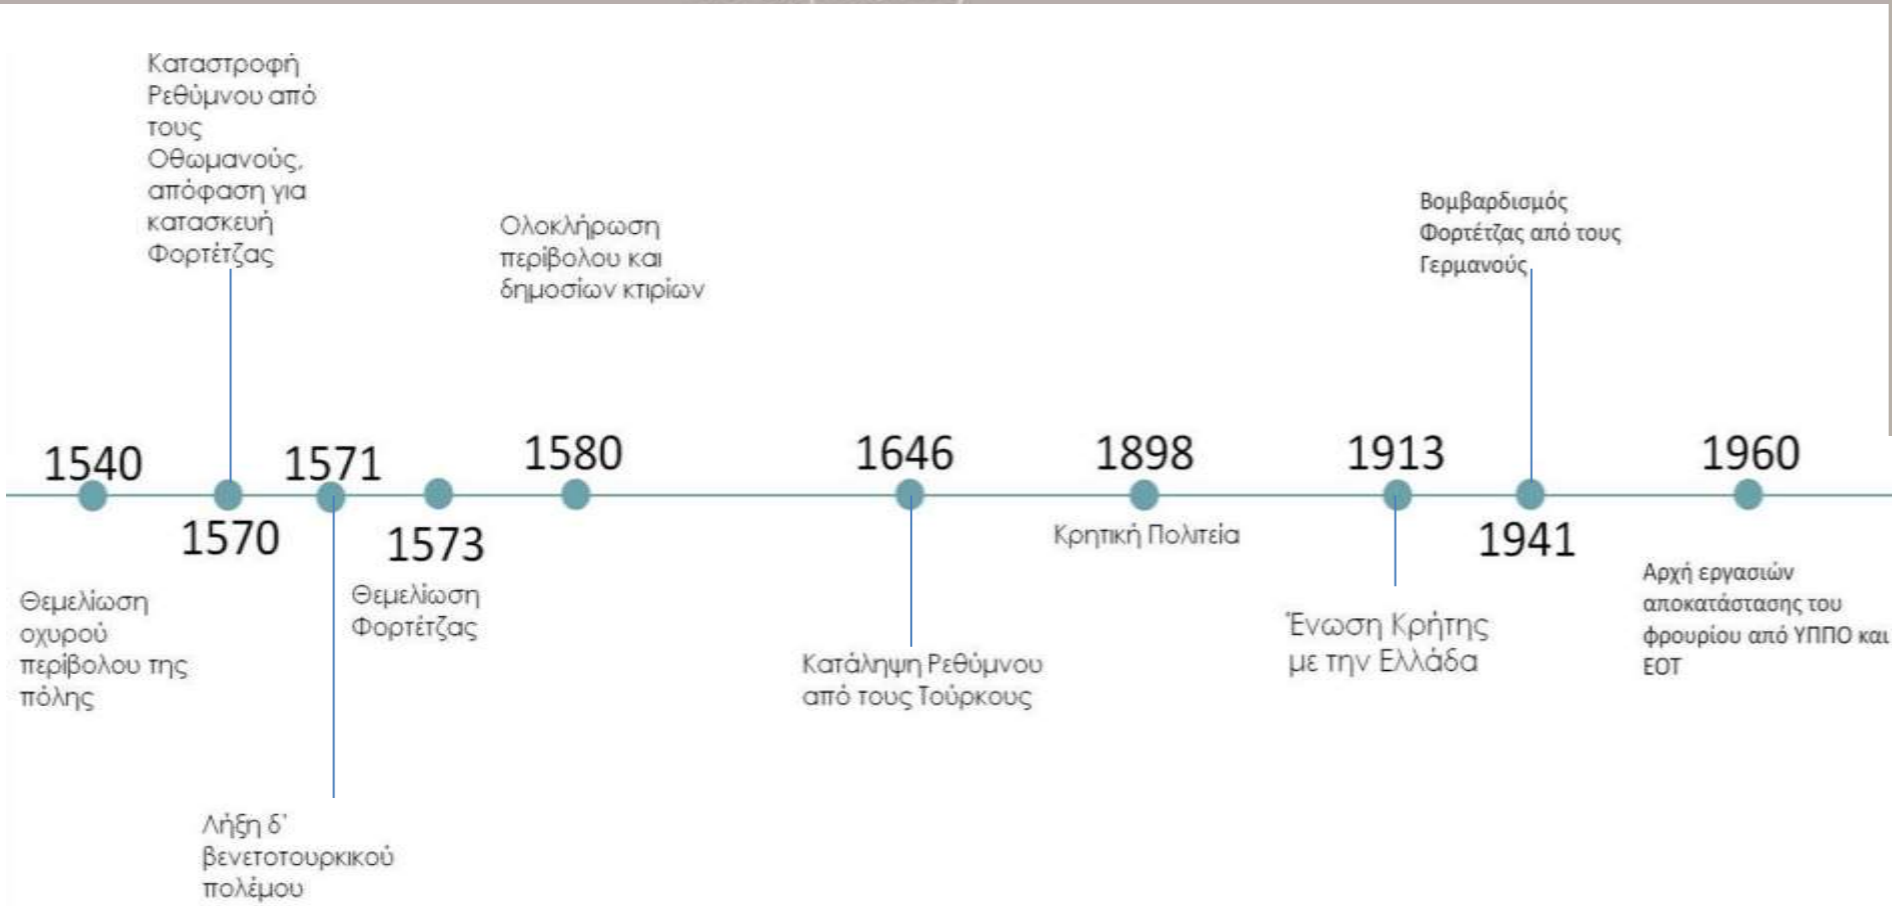 Καταστροφή
Ρεθύμνου από
τους
Οθωμανούς,
απόφαση για
κατασκευή
Φορτέτζας
Ολοκλήρωση
περίβολου και
δημοσίων κτιρίων
Βομβαρδισμός
Φορτέτζας από τους
Γερμανούς
1540
1571
1580
1646
1898
1913
1960
1570
1573
1941
Κρητική Πολιτεία
Θεμελίωση
οχυρού
περίβολου της
πόλης
Θεμελίωση
Φορτέτζας
Κατάληψη Ρεθύμνου
από τους Τούρκους
Ένωση Κρήτης
με την Ελλάδα
Αρχή εργασιών
αποκατάστασης του
φρουρίου από ΥΠΠΟ και
ΕΟΤ
Λήξη δ'
βενετοτουρκικού
πολέμου